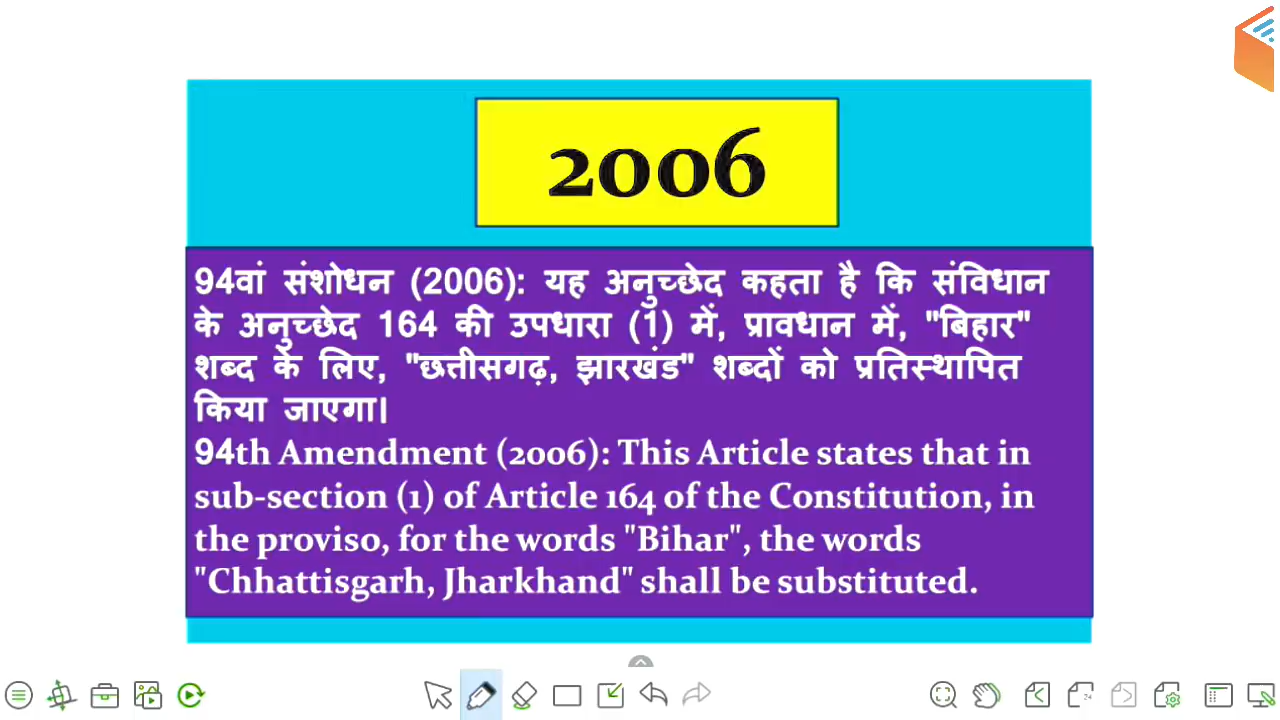 2006
94वां संशोधन (2006): यह अनुच्छेद कहता है कि संविधान
के अनुच्छेद 164 की उपधारा (1) में, प्रावधान में, "बिहार"
शब्द के लिए, "छत्तीसगढ़, झारखंड" शब्दों को प्रतिस्थापित
किया जाएगा।
94th Amendment (2006): This Article states that in
sub-section (1) of Article 164 of the Constitution, in
the proviso, for the words "Bihar", the words
"Chhattisgarh, Jharkhand" shall be substituted.
74